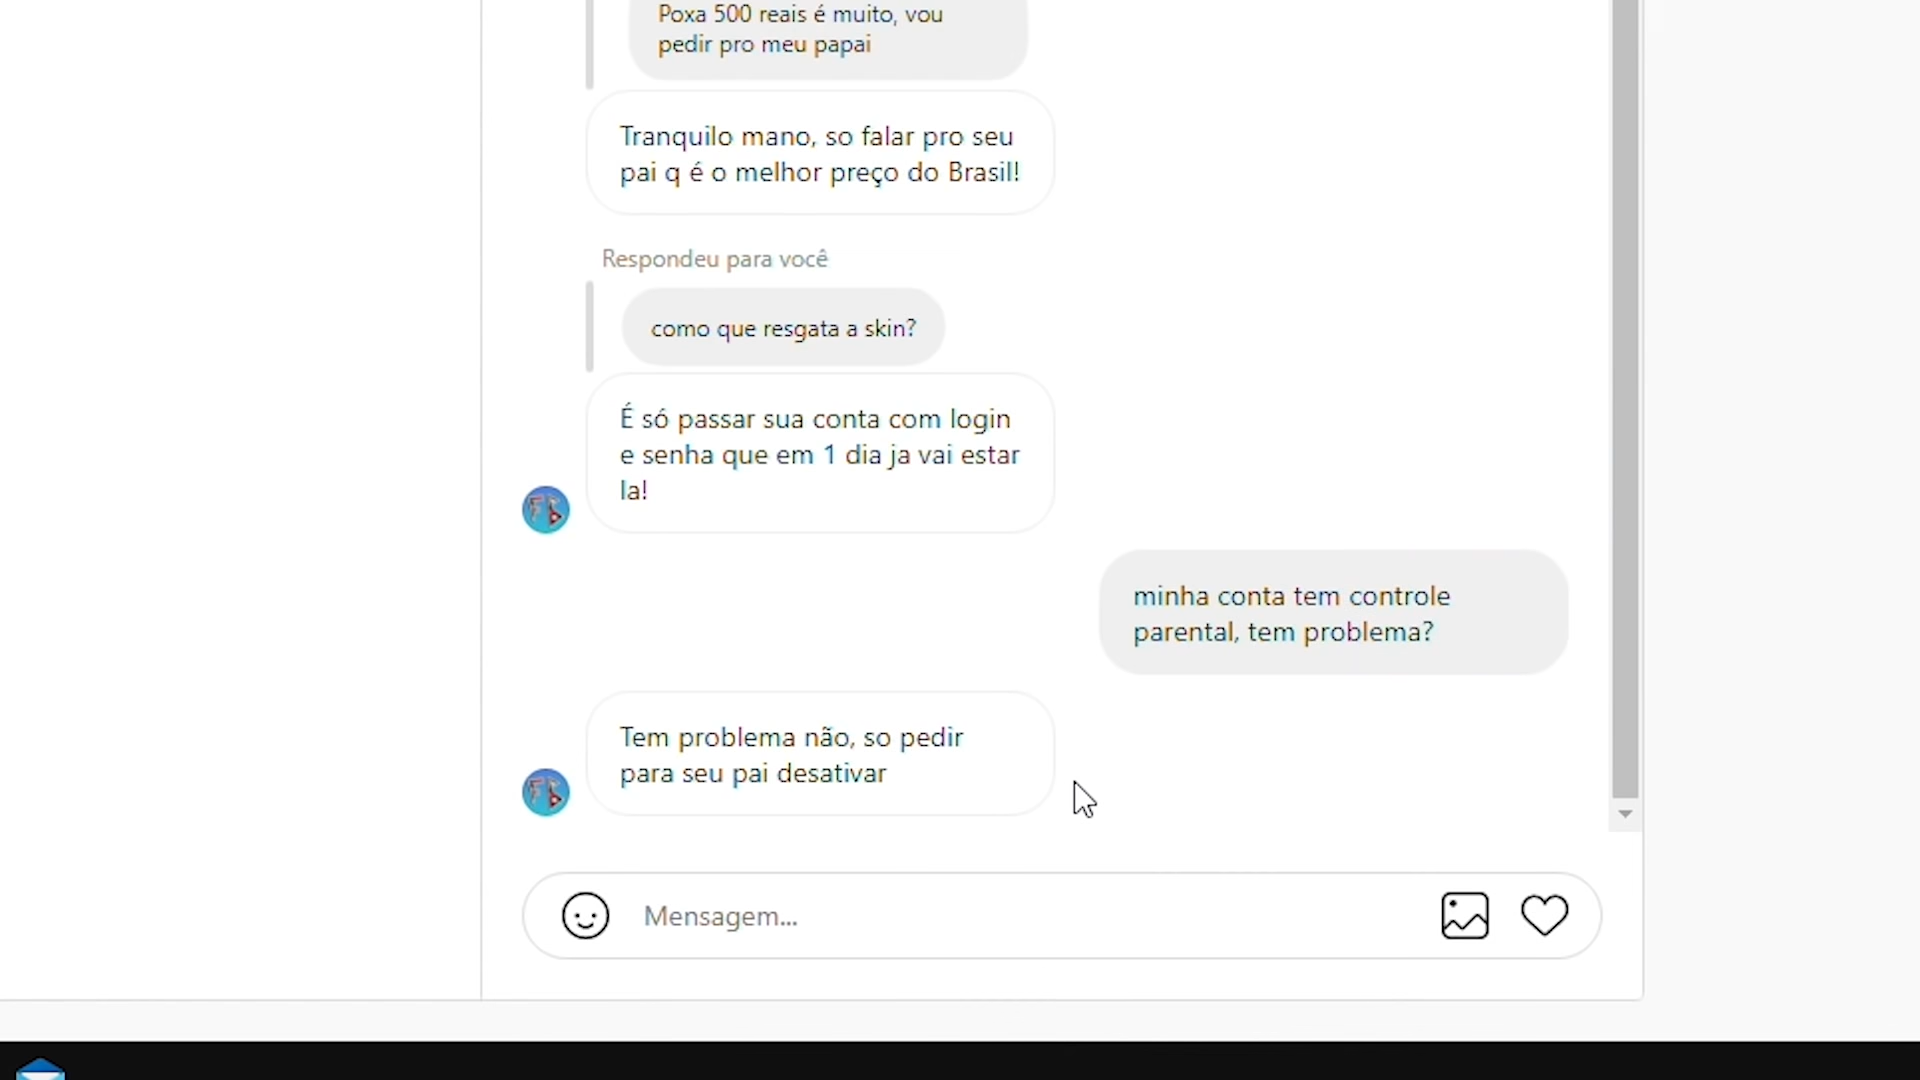 Poxa 500 reais é muito, vou
pedir pro meu papai
Tranquilo mano, so falar pro seu
pai q é o melhor preço do Brasil!
Respondeu para você
como que resgata a skin?
É só passar sua conta com login
e senha que em 1 dia ja vai estar
la!
minha conta tem controle
parental, tem problema?
Tem problema não, so pedir
para seu pai desativar
Mensagem...